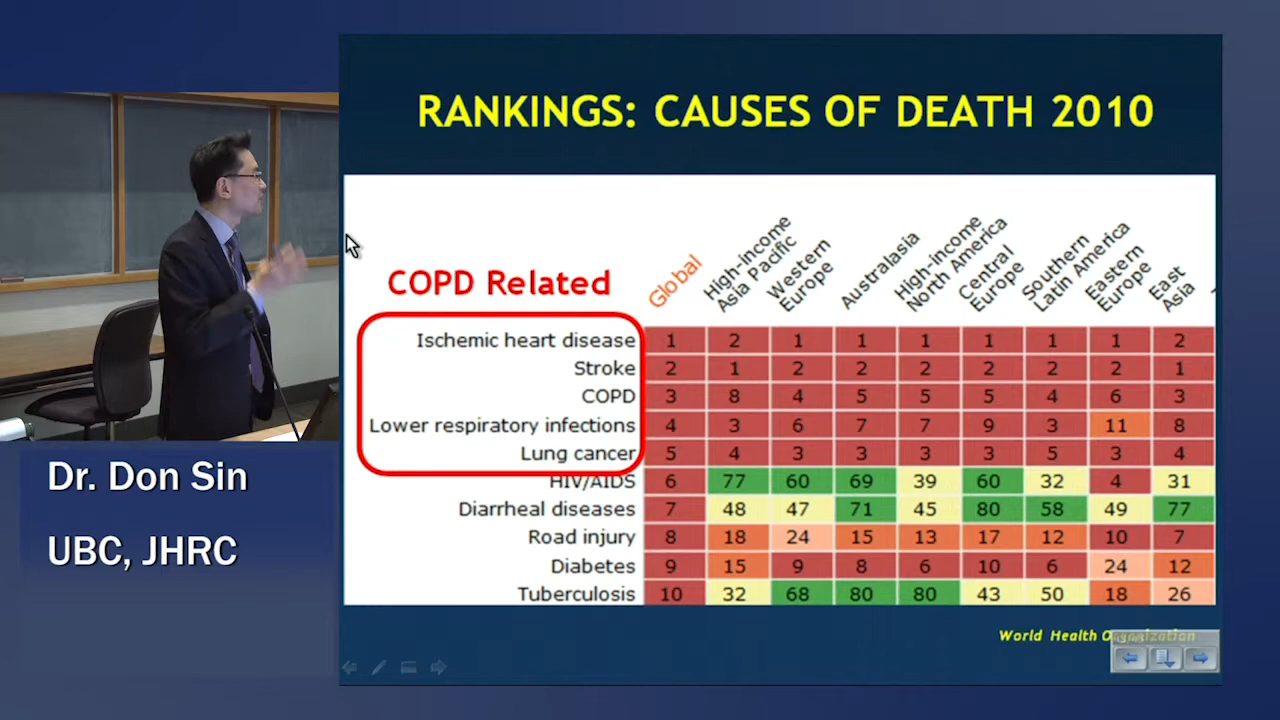 RANKINGS: CAUSES OF DEATH 2010
COPD Related
Global
High-income
Asia Pacific
Western
Europe
Australasia
High-income
North America
Central
Europe
Southern
Latin America
Eastern
Europe
East
Asia
Ischemic heart disease 1 2 1 1 1 1 1 1 2
Stroke 2 1 2 2 2 2 2 2 1
COPD 3 8 4 5 5 5 4 6 3
Lower respiratory infections 4 3 6 7 7 9 3 11 8
Lung cancer 5 4 3 3 3 3 5 3 4
HIV/AIDS 6 77 60 69 39 60 32 4 31
Diarrheal diseases 7 48 47 71 45 80 58 49 77
Road injury 8 18 24 15 13 17 12 10 7
Diabetes 9 15 9 8 6 10 6 24 12
Tuberculosis 10 32 68 80 80 43 50 18 26
World Health Organization
Dr. Don Sin
UBC, JHRC